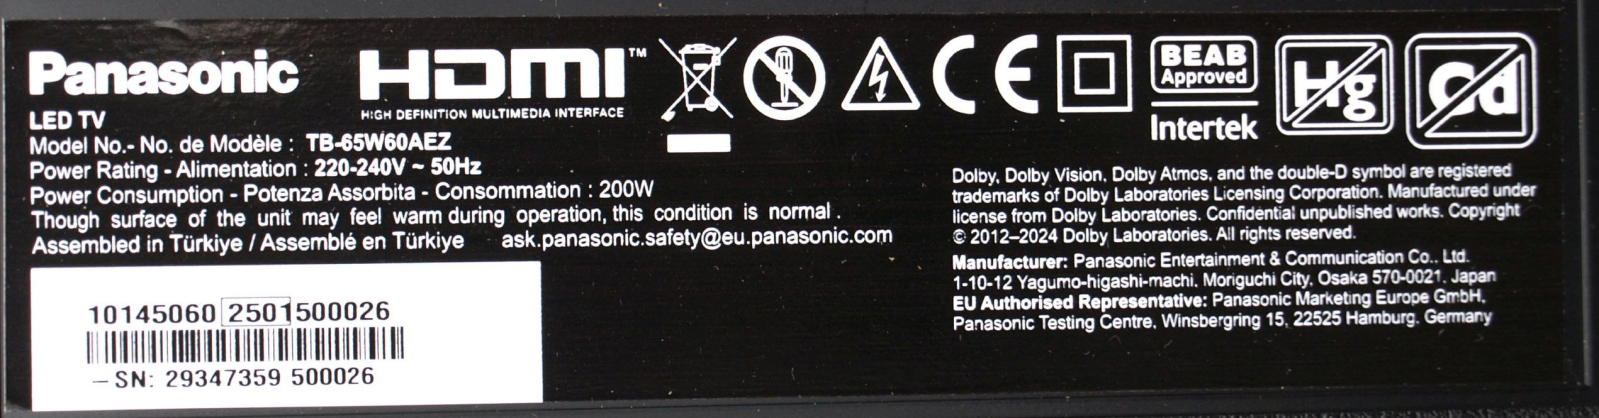 Panasonic
HDMI™
HIGH DEFINITION MULTIMEDIA INTERFACE
CE
BEAB
Approved
Intertek
Hg
Cd
LED TV
Model No.- No. de Modèle : TB-65W60AEZ
Power Rating - Alimentation : 220-240V ~ 50Hz
Power Consumption - Potenza Assorbita - Consommation : 200W
Though surface of the unit may feel warm during operation, this condition is normal .
Assembled in Türkiye / Assemblé en Türkiye ask.panasonic.safety@eu.panasonic.com
Dolby, Dolby Vision, Dolby Atmos, and the double-D symbol are registered
trademarks of Dolby Laboratories Licensing Corporation. Manufactured under
license from Dolby Laboratories. Confidential unpublished works. Copyright
© 2012–2024 Dolby Laboratories. All rights reserved.
Manufacturer: Panasonic Entertainment & Communication Co., Ltd.
1-10-12 Yagumo-higashi-machi, Moriguchi City, Osaka 570-0021, Japan
EU Authorised Representative: Panasonic Marketing Europe GmbH,
Panasonic Testing Centre, Winsbergring 15, 22525 Hamburg, Germany
10145060 2501500026
– SN: 29347359 500026